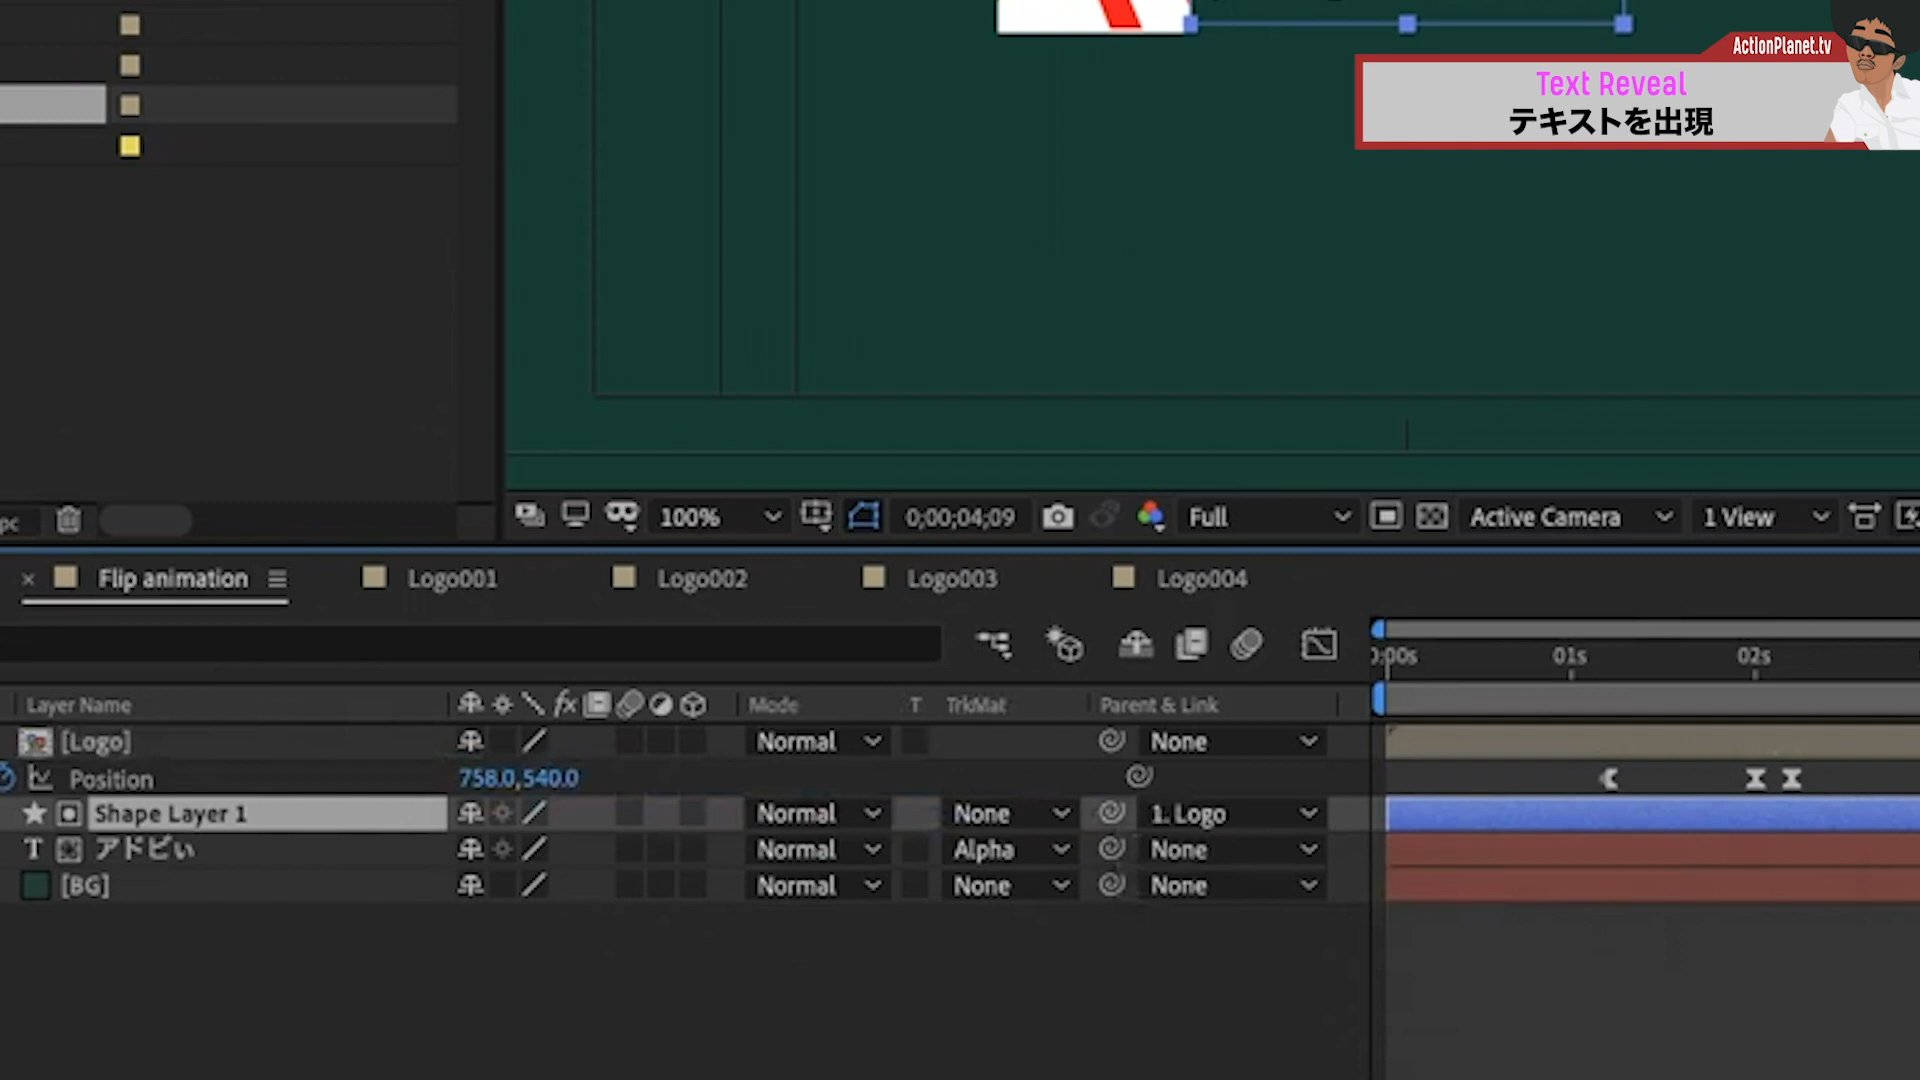 ActionPlanet.tv
Text Reveal
テキストを出現
pc
100%
0;00;04;09
Full
Active Camera
1 View
Flip animation
Logo001
Logo002
Logo003
Logo004
0:00s
01s
02s
Layer Name
fx
Mode
T
TrkMat
Parent & Link
[Logo]
Normal
None
Position
758.0,540.0
Shape Layer 1
Normal
None
1. Logo
T
アドビぃ
Normal
Alpha
None
[BG]
Normal
None
None